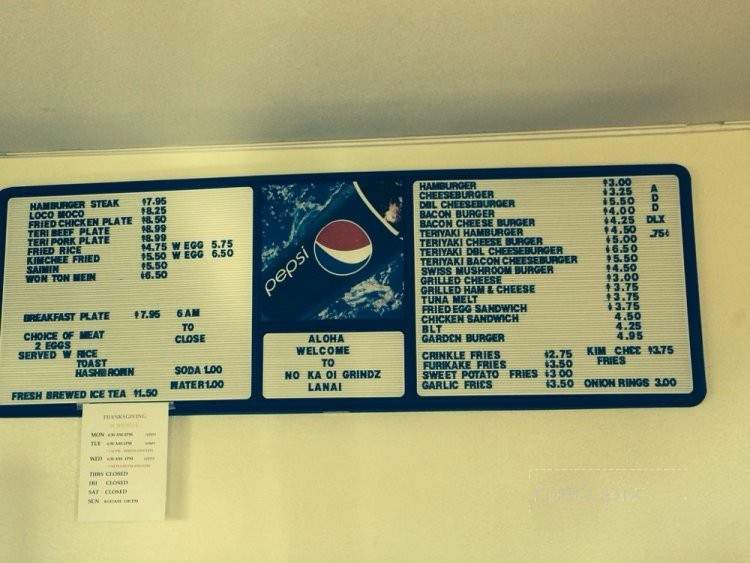 HAMBURGER STEAK $7.95
LOCO MOCO $8.25
FRIED CHICKEN PLATE $8.50
TERI BEEF PLATE $8.99
TERI PORK PLATE $8.99
FRIED RICE $4.75 W EGG 5.75
KIMCHEE FRIED $5.50 W EGG 6.50
SAIMIN $5.50
WON TON MEIN $6.50
BREAKFAST PLATE $7.95 6 AM
TO
CLOSE
CHOICE OF MEAT
2 EGGS
SERVED W RICE
TOAST
HASHBROWN
SODA 1.00
WATER 1.00
FRESH BREWED ICE TEA $1.50
pepsi
ALOHA
WELCOME
TO
NO KA OI GRINDZ
LANAI
HAMBURGER $3.00
CHEESEBURGER $3.25
DBL CHEESEBURGER $5.50
BACON BURGER $4.00
BACON CHEESE BURGER $4.25
TERIYAKI HAMBURGER $4.50
TERIYAKI CHEESE BURGER $5.00
TERIYAKI DBL CHEESEBURGER $6.50
TERIYAKI BACON CHEESEBURGER $5.50
SWISS MUSHROOM BURGER $4.50
GRILLED CHEESE $3.00
GRILLED HAM & CHEESE $3.75
TUNA MELT $3.75
FRIED EGG SANDWICH $3.75
CHICKEN SANDWICH 4.50
BLT 4.25
GARDEN BURGER 4.95
A
D
D
DLX
.75¢
CRINKLE FRIES $2.75
FURIKAKE FRIES $3.50
SWEET POTATO FRIES $3.00
GARLIC FRIES $3.50
KIM CHEE $3.75
FRIES
ONION RINGS 3.00
THANKSGIVING
SCHEDULE
MON
TUE
WED
THRS CLOSED
FRI CLOSED
SAT CLOSED
SUN